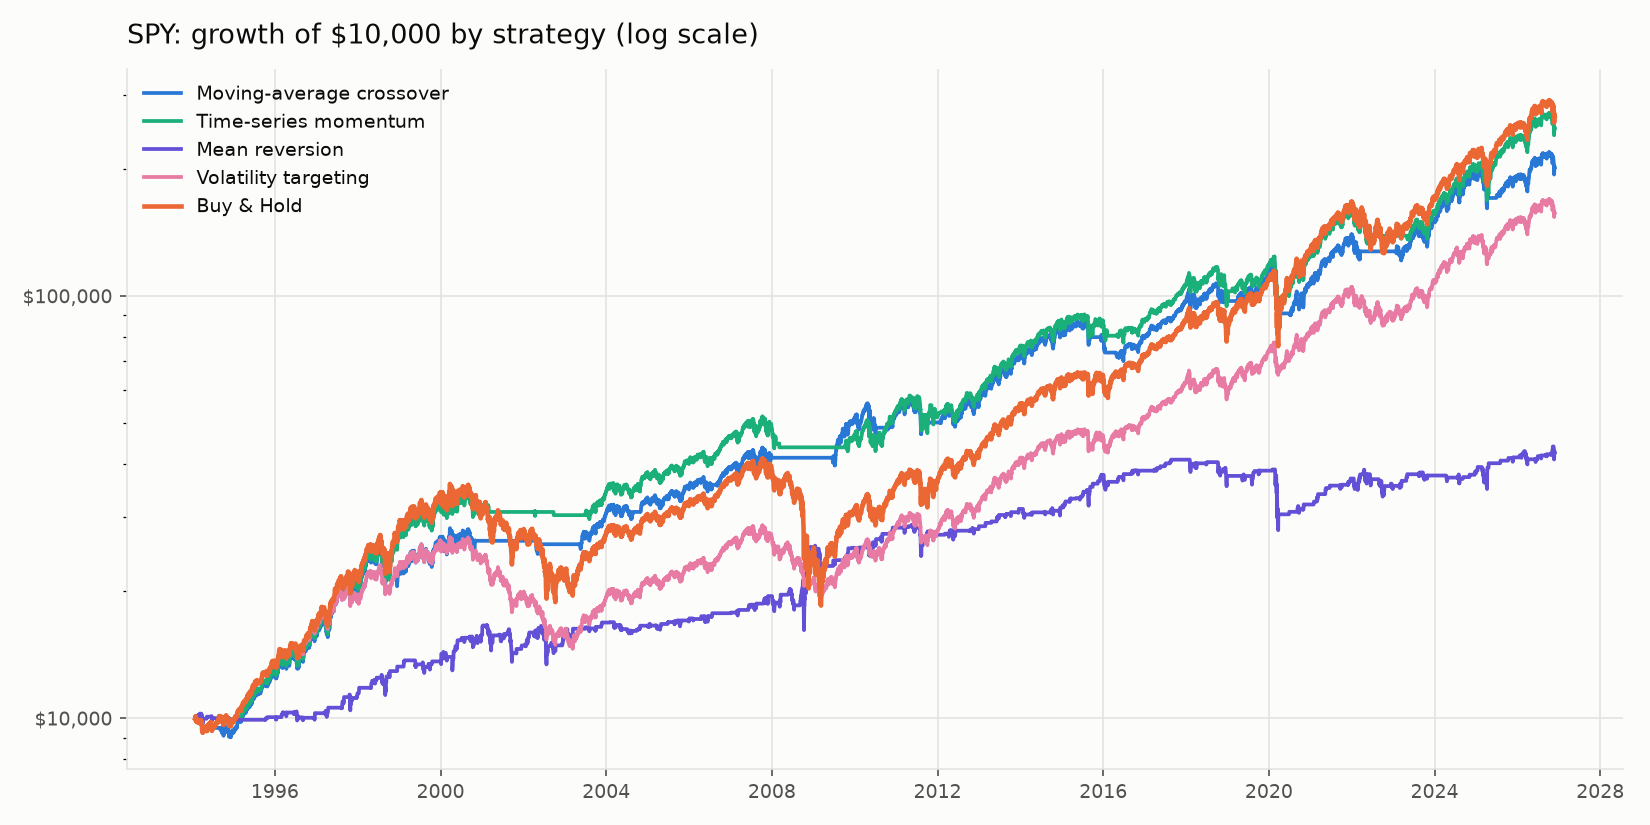 SPY: growth of $10,000 by strategy (log scale)
Moving-average crossover
Time-series momentum
Mean reversion
Volatility targeting
Buy & Hold
$100,000
$10,000
1996 2000 2004 2008 2012 2016 2020 2024 2028